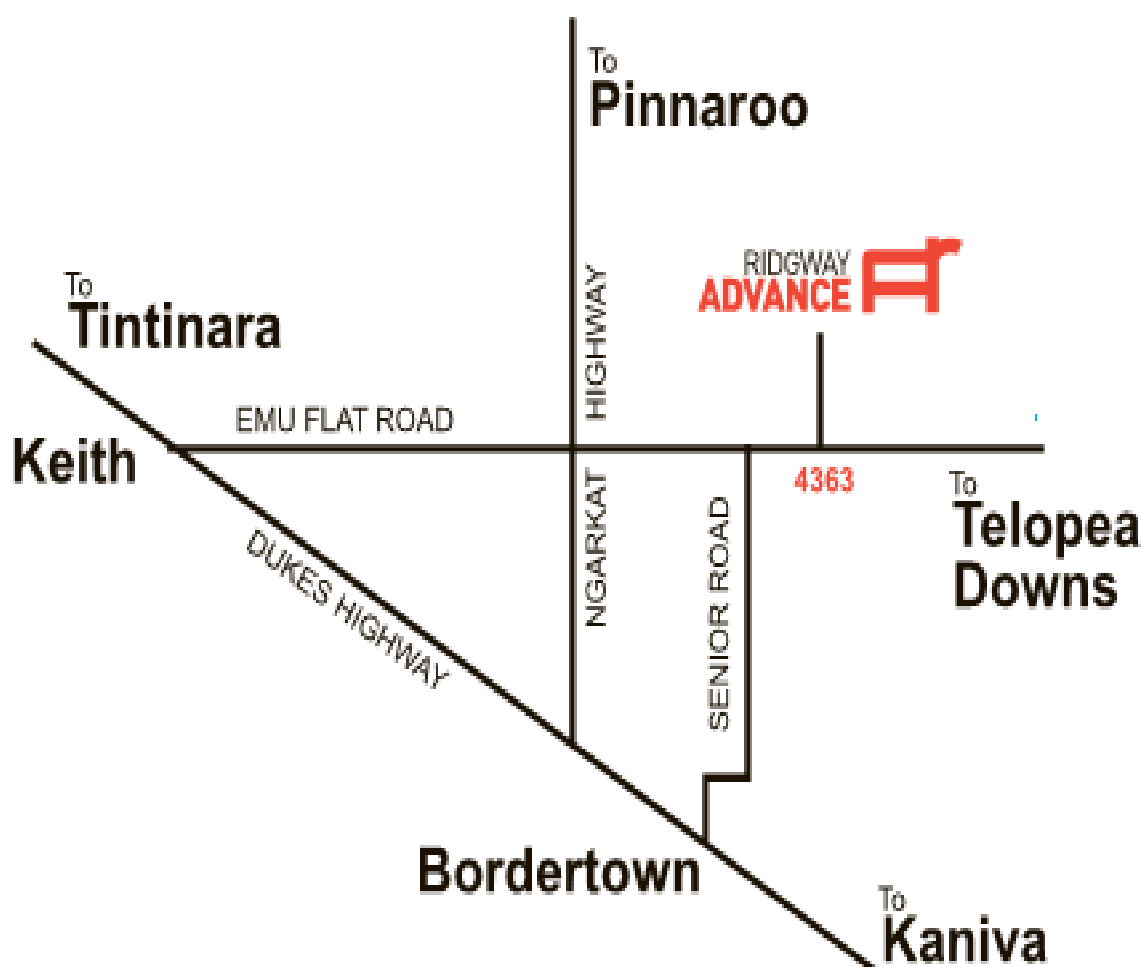 To
Pinnaroo
RIDGWAY
ADVANCE
To
Tintinara
HIGHWAY
EMU FLAT ROAD
Keith
4363
To
Telopea
Downs
NGARKAT
SENIOR ROAD
DUKES HIGHWAY
Bordertown
To
Kaniva